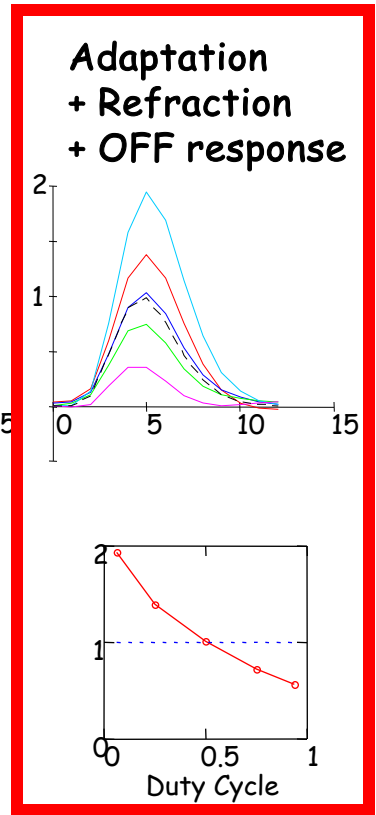 Adaptation
+ Refraction
+ OFF response
2
1
5 0 5 10 15
2
1
0
0 0.5 1
Duty Cycle